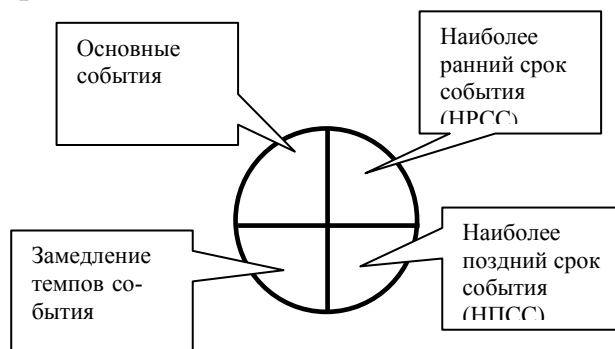 Основные
события
Наиболее
ранний срок
события
(НРСС)
Замедление
темпов со-
бытия
Наиболее
поздний срок
события
(НПСС)